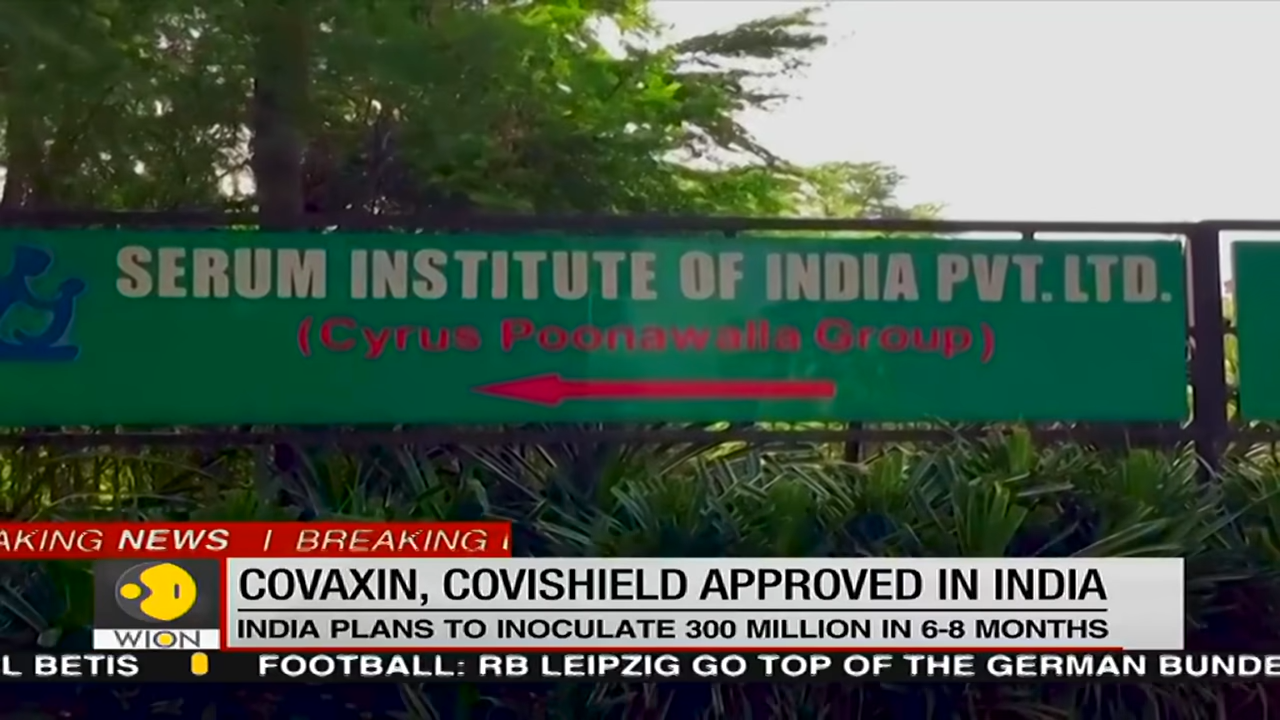 SERUM INSTITUTE OF INDIA PVT. LTD.
(Cyrus Poonawalla Group)
AKING NEWS | BREAKING
COVAXIN, COVISHIELD APPROVED IN INDIA
INDIA PLANS TO INOCULATE 300 MILLION IN 6-8 MONTHS
WION
L BETIS FOOTBALL: RB LEIPZIG GO TOP OF THE GERMAN BUNDE